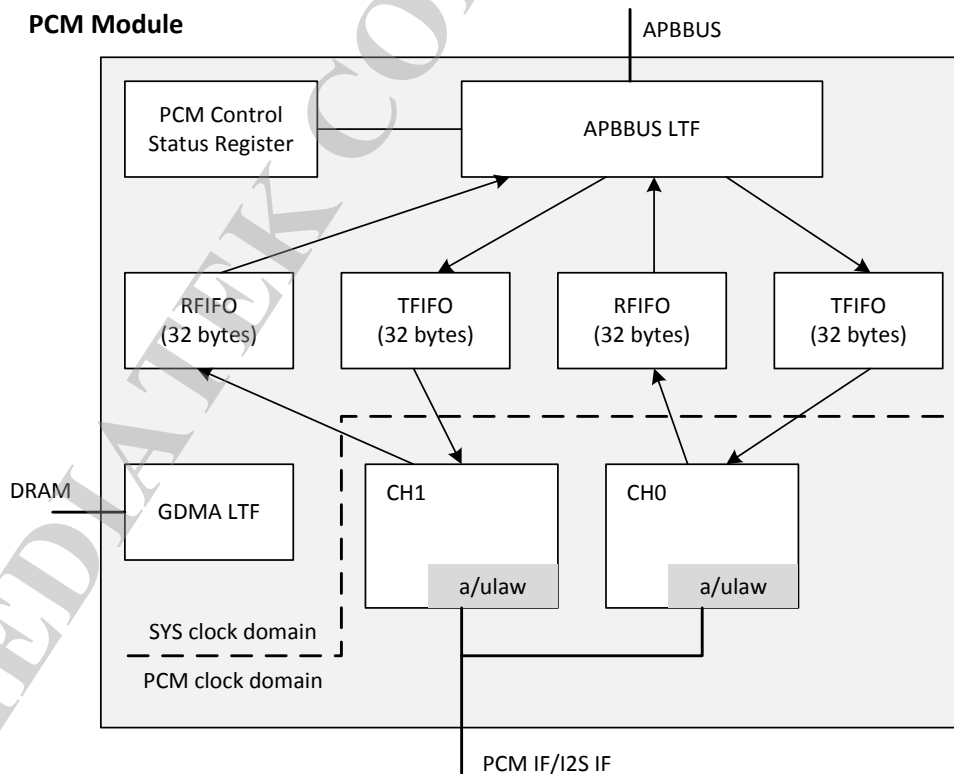 PCM Module
APBBUS
PCM Control
Status Register
APBBUS LTF
RFIFO
(32 bytes)
TFIFO
(32 bytes)
RFIFO
(32 bytes)
TFIFO
(32 bytes)
DRAM
GDMA LTF
CH1
a/ulaw
CH0
a/ulaw
SYS clock domain
PCM clock domain
PCM IF/I2S IF
MEDIATEK CO